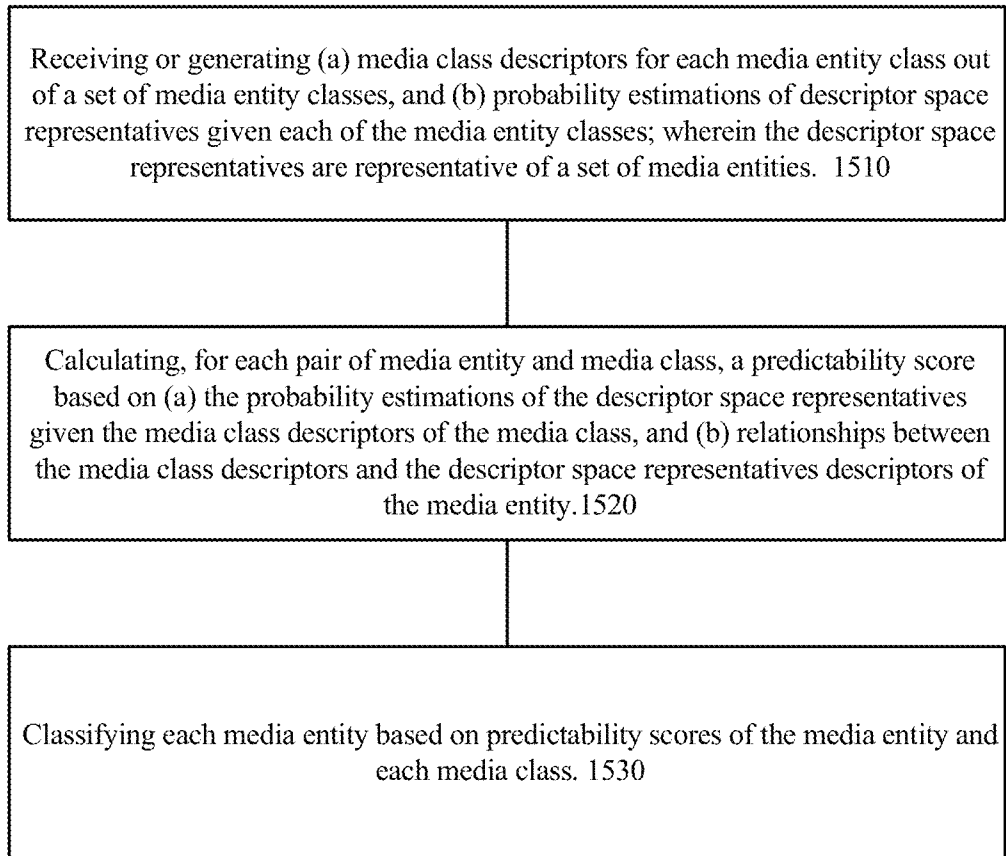 Receiving or generating (a) media class descriptors for each media entity class out
of a set of media entity classes, and (b) probability estimations of descriptor space
representatives given each of the media entity classes; wherein the descriptor space
representatives are representative of a set of media entities. 1510
Calculating, for each pair of media entity and media class, a predictability score
based on (a) the probability estimations of the descriptor space representatives
given the media class descriptors of the media class, and (b) relationships between
the media class descriptors and the descriptor space representatives descriptors of
the media entity.1520
Classifying each media entity based on predictability scores of the media entity and
each media class. 1530